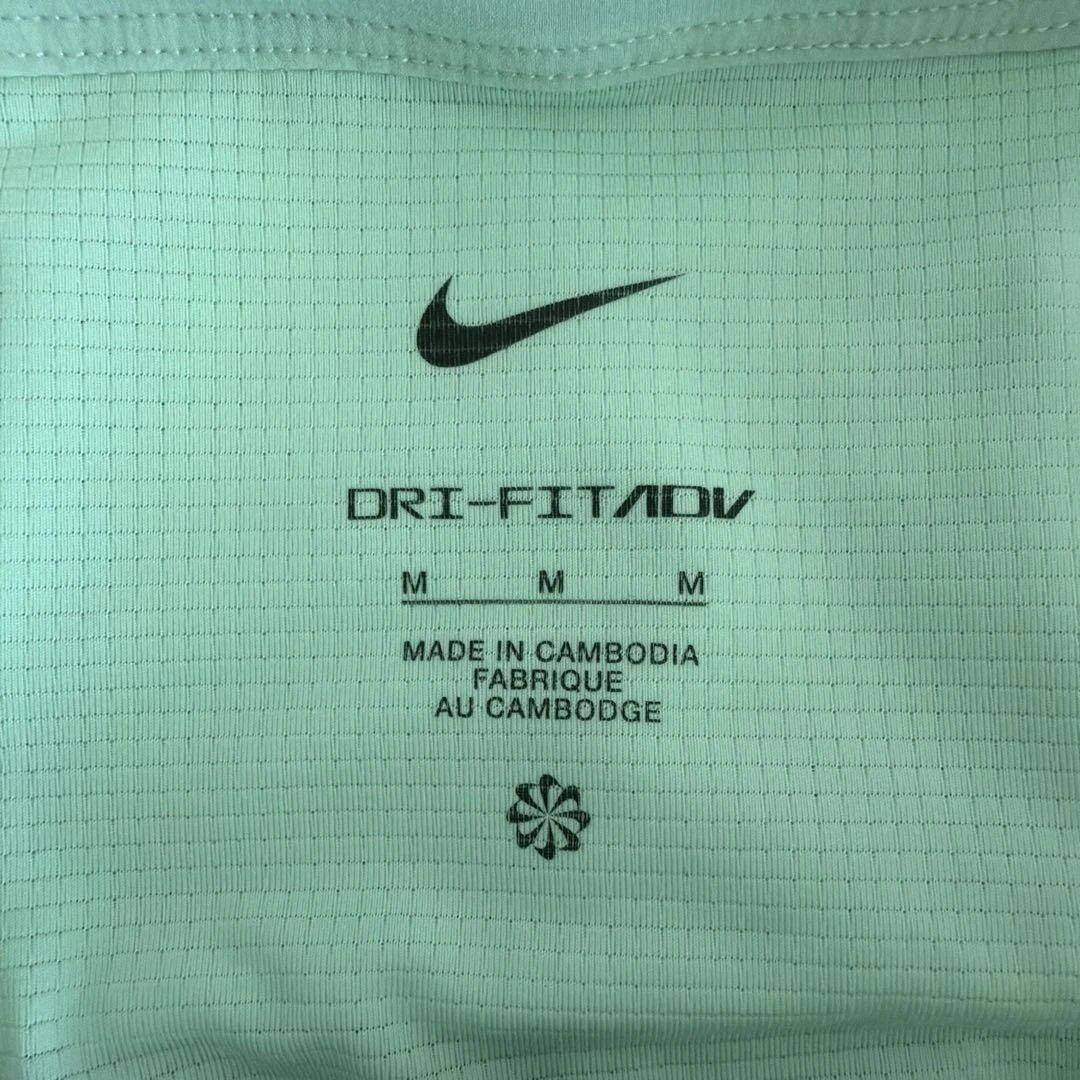 DRI-FIT ADV
M M M
MADE IN CAMBODIA
FABRIQUE
AU CAMBODGE